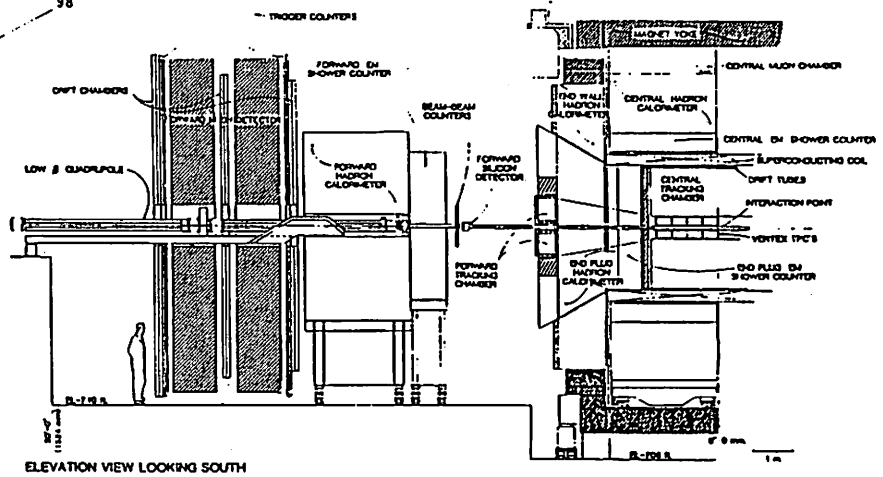 98
TRIGGER COUNTERS
MAGNET YOKE
FORWARD EM
SHOWER COUNTER
CENTRAL MUON CHAMBER
DRIFT CHAMBERS
END WALL
HADRON
CALORIMETER
CENTRAL HADRON
CALORIMETER
BEAM-BEAM
COUNTERS
FORWARD MUON DETECTOR
CENTRAL EM SHOWER COUNTER
SUPERCONDUCTING COIL
LOW β QUADRUPOLE
FORWARD
HADRON
CALORIMETER
FORWARD
SILICON
DETECTOR
CENTRAL
TRACKING
CHAMBER
DRIFT TUBES
INTERACTION POINT
VERTEX TPC'S
FORWARD
TRACKING
CHAMBER
END PLUG
HADRON
CALORIMETER
END PLUG EM
SHOWER COUNTER
1 m
ELEVATION VIEW LOOKING SOUTH